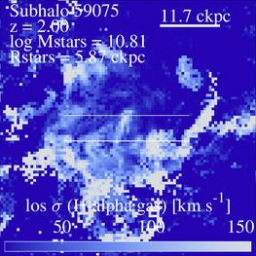 Subhalo 59075
11.7 ckpc
z = 2.00
log Mstars = 10.81
Rstars = 5.87 ckpc
los σ (H-alpha gas) [km s⁻¹]
50 100 150